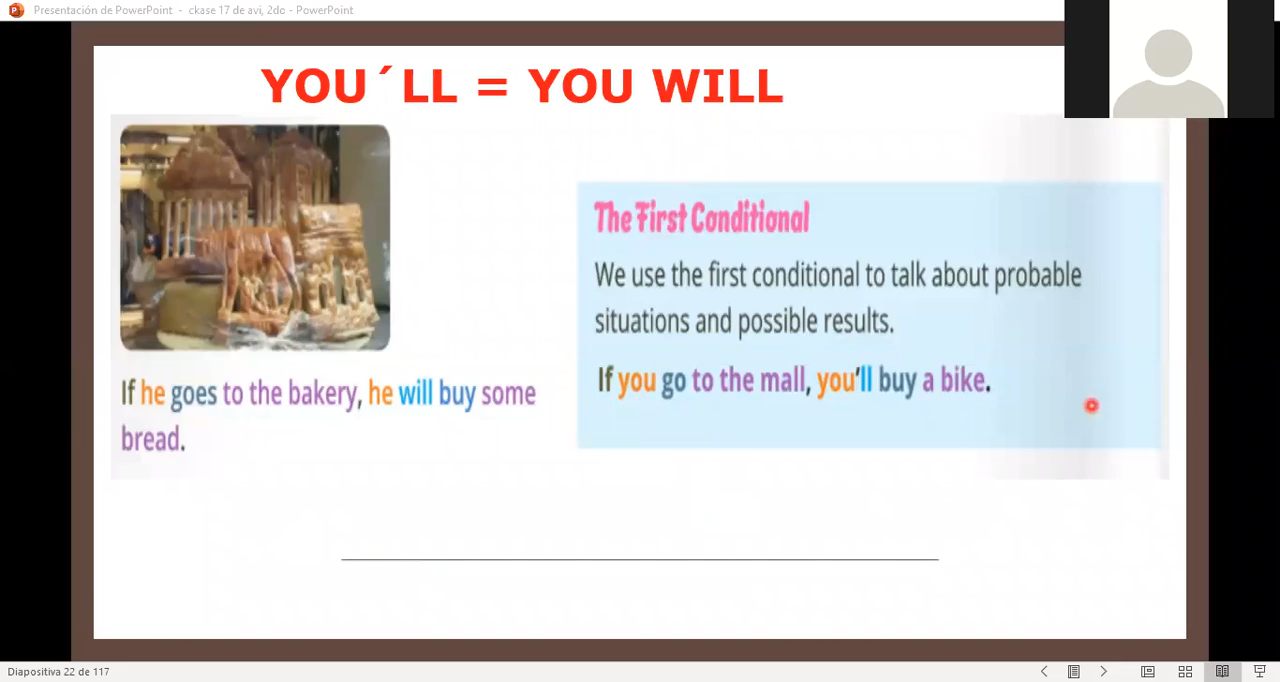 Presentación de PowerPoint - ckase 17 de avi, 2do - PowerPoint
YOU´LL = YOU WILL
The First Conditional
We use the first conditional to talk about probable
situations and possible results.
If you go to the mall, you'll buy a bike.
If he goes to the bakery, he will buy some
bread.
Diapositiva 22 de 117